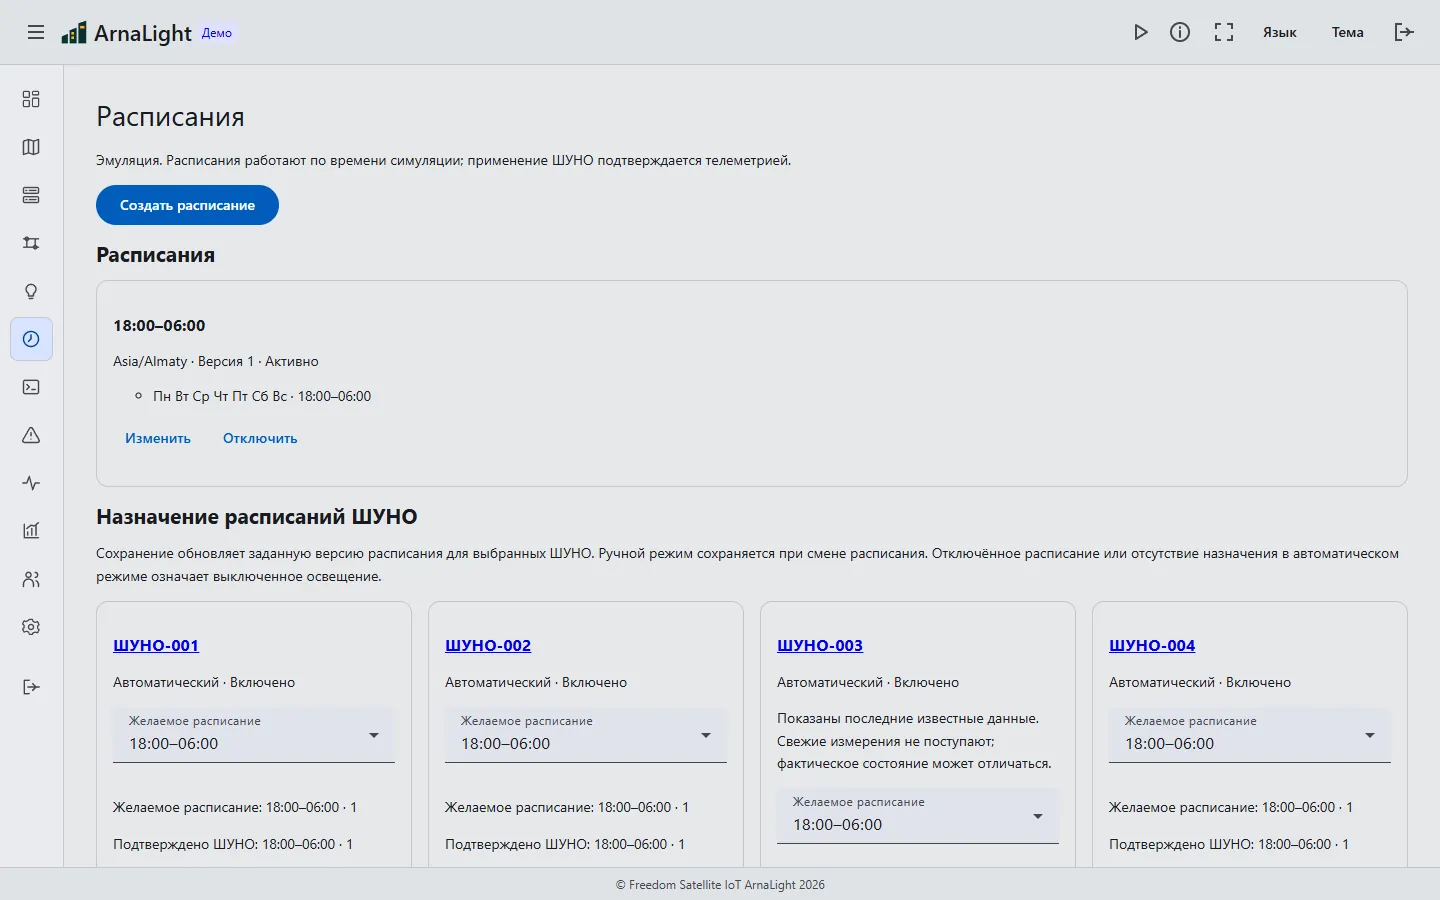 ArnaLight Демо
Язык
Тема
Расписания
Эмуляция. Расписания работают по времени симуляции; применение ШУНО подтверждается телеметрией.
Создать расписание
Расписания
18:00–06:00
Asia/Almaty · Версия 1 · Активно
Пн Вт Ср Чт Пт Сб Вс · 18:00–06:00
Изменить
Отключить
Назначение расписаний ШУНО
Сохранение обновляет заданную версию расписания для выбранных ШУНО. Ручной режим сохраняется при смене расписания. Отключённое расписание или отсутствие назначения в автоматическом
режиме означает выключенное освещение.
ШУНО-001
Автоматический · Включено
Желаемое расписание
18:00–06:00
Желаемое расписание: 18:00–06:00 · 1
Подтверждено ШУНО: 18:00–06:00 · 1
ШУНО-002
Автоматический · Включено
Желаемое расписание
18:00–06:00
Желаемое расписание: 18:00–06:00 · 1
Подтверждено ШУНО: 18:00–06:00 · 1
ШУНО-003
Автоматический · Включено
Показаны последние известные данные.
Свежие измерения не поступают;
фактическое состояние может отличаться.
Желаемое расписание
18:00–06:00
ШУНО-004
Автоматический · Включено
Желаемое расписание
18:00–06:00
Желаемое расписание: 18:00–06:00 · 1
Подтверждено ШУНО: 18:00–06:00 · 1
© Freedom Satellite IoT ArnaLight 2026